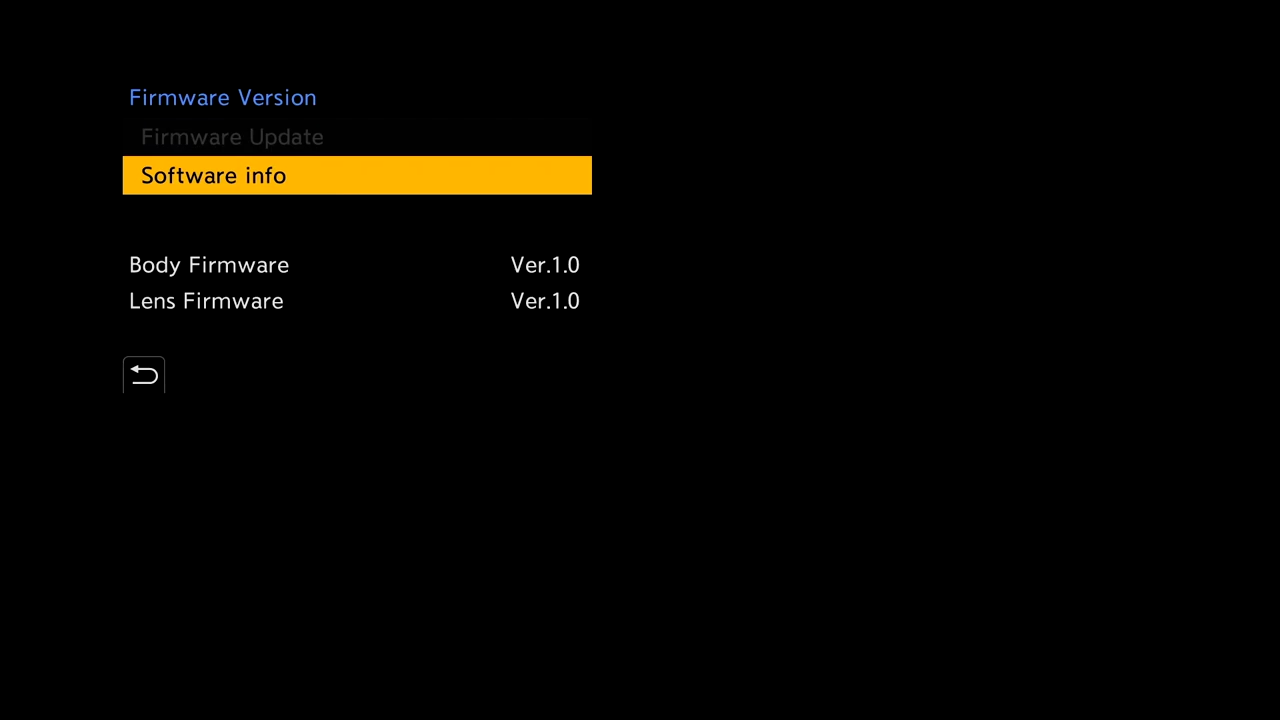 Firmware Version
Firmware Update
Software info
Body Firmware Ver.1.0
Lens Firmware Ver.1.0